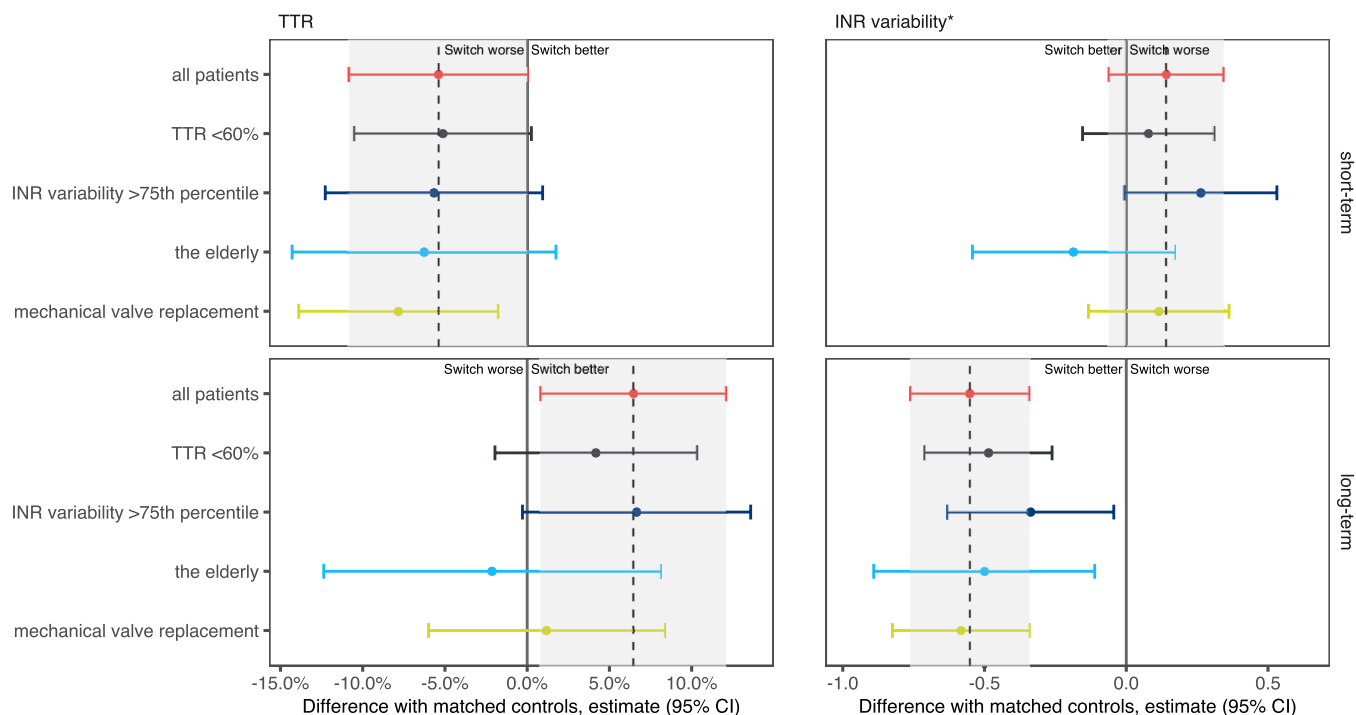 TTR
INR variability*
Switch worse Switch better
Switch better Switch worse
all patients
TTR <60%
INR variability >75th percentile
the elderly
mechanical valve replacement
short-term
Switch worse Switch better
Switch better Switch worse
all patients
TTR <60%
INR variability >75th percentile
the elderly
mechanical valve replacement
long-term
-15.0% -10.0% -5.0% 0.0% 5.0% 10.0%
-1.0 -0.5 0.0 0.5
Difference with matched controls, estimate (95% CI)
Difference with matched controls, estimate (95% CI)